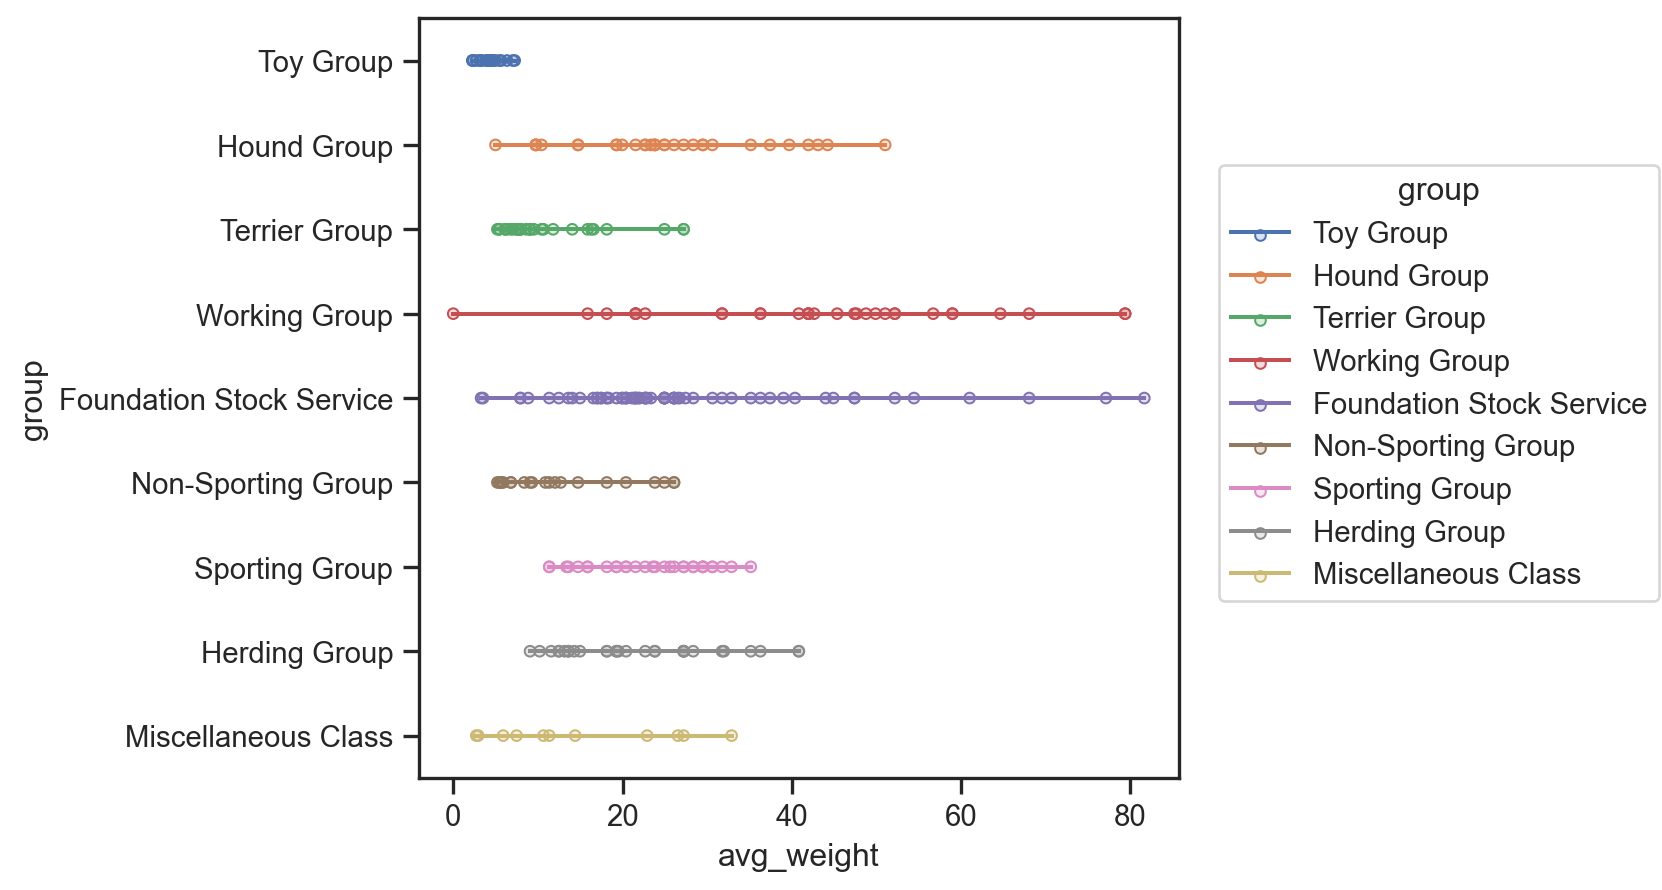 group
Toy Group
Hound Group
Terrier Group
Working Group
Foundation Stock Service
Non-Sporting Group
Sporting Group
Herding Group
Miscellaneous Class
0
20
40
60
80
avg_weight
group
Toy Group
Hound Group
Terrier Group
Working Group
Foundation Stock Service
Non-Sporting Group
Sporting Group
Herding Group
Miscellaneous Class